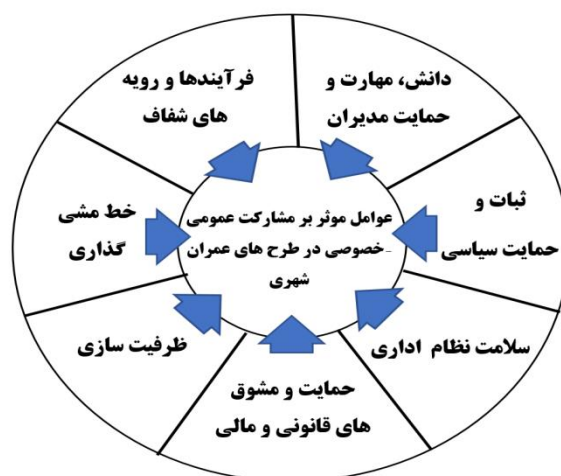 دانش، مهارت و
حمایت مدیران
ثبات و
حمایت سیاسی
سلامت نظام اداری
حمایت و مشوق
های قانونی و مالی
ظرفیت سازی
خط مشی
گذاری
فرآیندها و رویه
های شفاف
عوامل موثر بر مشارکت عمومی
-خصوصی در طرح های عمران
شهری